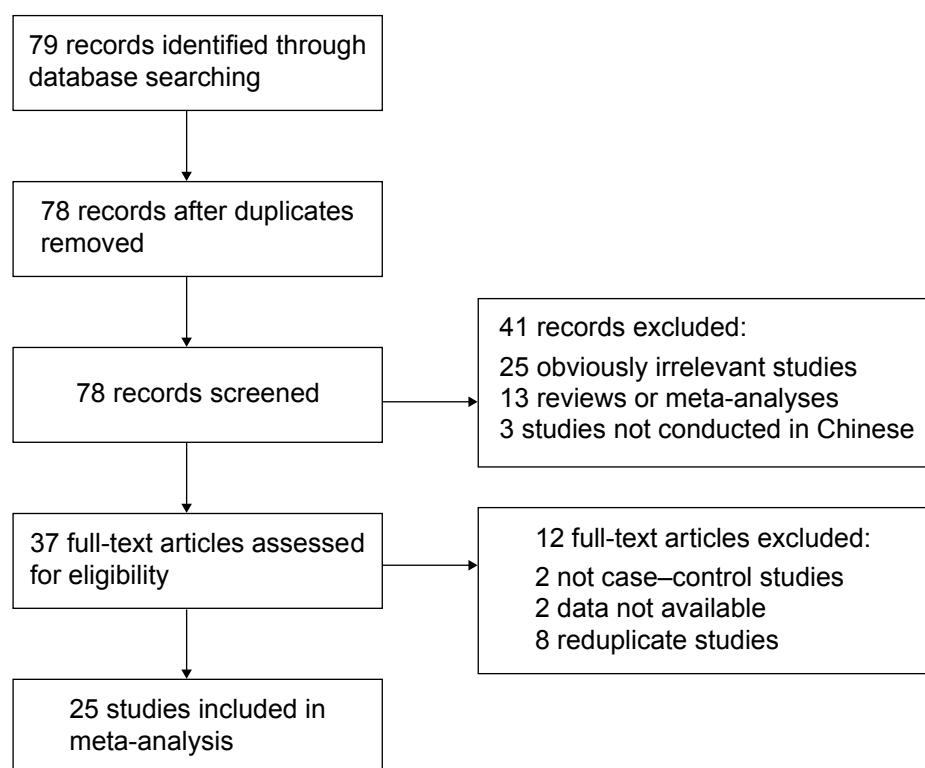 79 records identified through
database searching
78 records after duplicates
removed
78 records screened
41 records excluded:
25 obviously irrelevant studies
13 reviews or meta-analyses
3 studies not conducted in Chinese
37 full-text articles assessed
for eligibility
12 full-text articles excluded:
2 not case–control studies
2 data not available
8 reduplicate studies
25 studies included in
meta-analysis